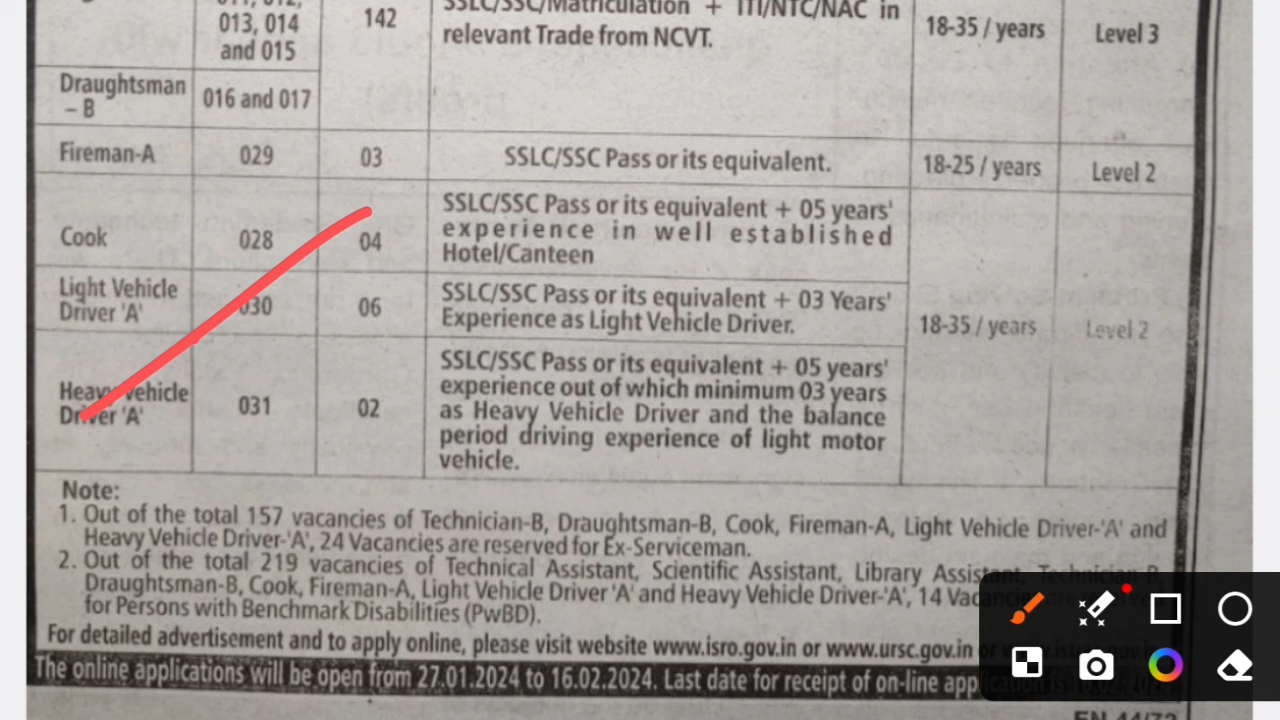 013, 014
and 015
142
SSLC/SSC/Matriculation + ITI/NTC/NAC in
relevant Trade from NCVT.
18-35 / years
Level 3
Draughtsman
– B
016 and 017
Fireman-A
029
03
SSLC/SSC Pass or its equivalent.
18-25 / years
Level 2
Cook
028
04
SSLC/SSC Pass or its equivalent + 05 years'
experience in well established
Hotel/Canteen
Light Vehicle
Driver 'A'
030
06
SSLC/SSC Pass or its equivalent + 03 Years'
Experience as Light Vehicle Driver.
18-35 / years
Level 2
Heavy Vehicle
Driver 'A'
031
02
SSLC/SSC Pass or its equivalent + 05 years'
experience out of which minimum 03 years
as Heavy Vehicle Driver and the balance
period driving experience of light motor
vehicle.
Note:
1. Out of the total 157 vacancies of Technician-B, Draughtsman-B, Cook, Fireman-A, Light Vehicle Driver-'A' and
Heavy Vehicle Driver-'A', 24 Vacancies are reserved for Ex-Serviceman.
2. Out of the total 219 vacancies of Technical Assistant, Scientific Assistant, Library Assistant, Technician-B,
Draughtsman-B, Cook, Fireman-A, Light Vehicle Driver 'A' and Heavy Vehicle Driver-'A', 14 Vacancies
for Persons with Benchmark Disabilities (PwBD).
For detailed advertisement and to apply online, please visit website www.isro.gov.in or www.ursc.gov.in or
The online applications will be open from 27.01.2024 to 16.02.2024. Last date for receipt of on-line